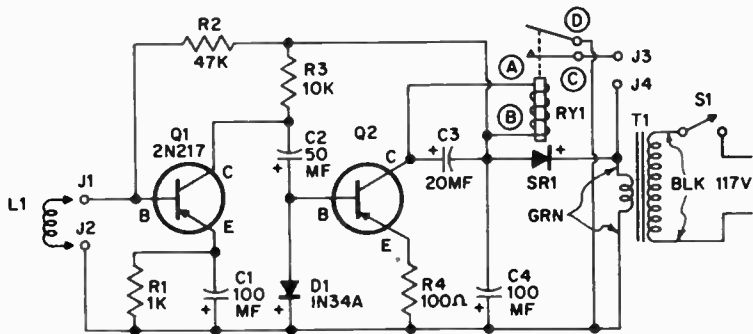 R2
47K
R3
10K
Q1
2N217
C
B
E
L1
J1
J2
R1
1K
C1
100
MF
C2
50
MF
+
D1
1N34A
+
Q2
C
B
E
R4
100Ω
C3
+
20MF
C4
100
MF
+
A
B
RY1
D
C
J3
J4
SR1
+
GRN
T1
S1
BLK
117V
+